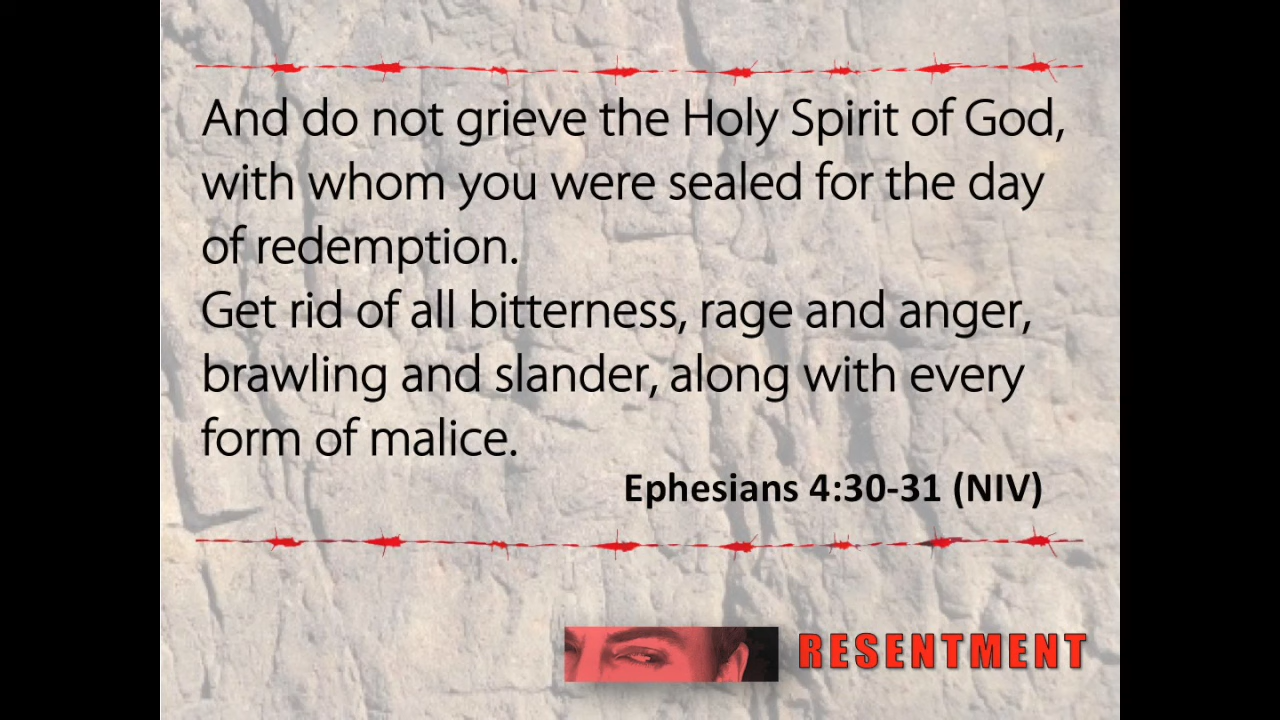 And do not grieve the Holy Spirit of God,
with whom you were sealed for the day
of redemption.
Get rid of all bitterness, rage and anger,
brawling and slander, along with every
form of malice.
Ephesians 4:30-31 (NIV)
RESENTMENT